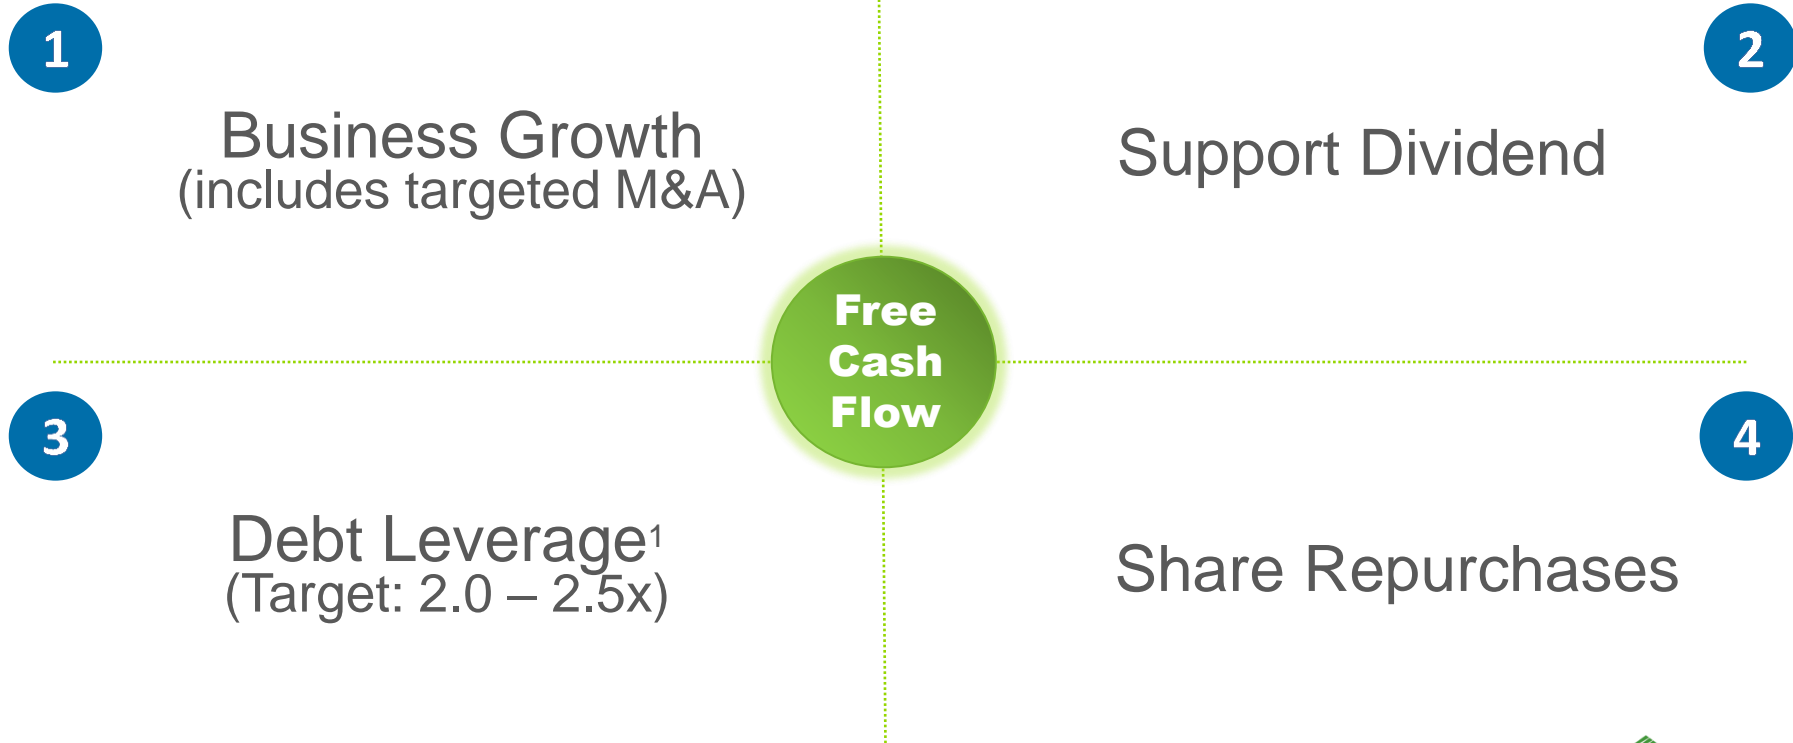 1
Business Growth
(includes targeted M&A)
2
Support Dividend
Free
Cash
Flow
3
Debt Leverage¹
(Target: 2.0 – 2.5x)
4
Share Repurchases